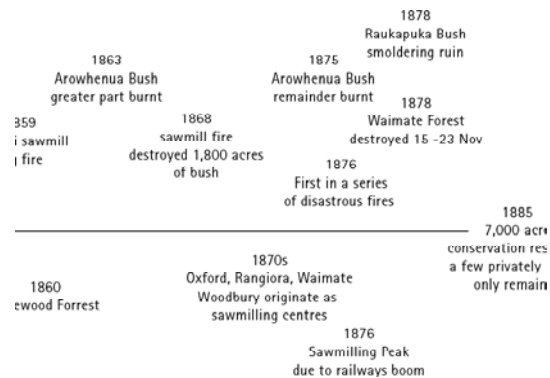 1878
Raukapuka Bush
smoldering ruin
1863
Arowhenua Bush
greater part burnt
1875
Arowhenua Bush
remainder burnt
1878
Waimate Forest
destroyed 15 -23 Nov
859
i sawmill
fire
1868
sawmill fire
destroyed 1,800 acres
of bush
1876
First in a series
of disastrous fires
1885
7,000 acre
conservation res
a few privately
only remain
1870s
Oxford, Rangiora, Waimate
Woodbury originate as
sawmilling centres
1860
ewood Forrest
1876
Sawmilling Peak
due to railways boom